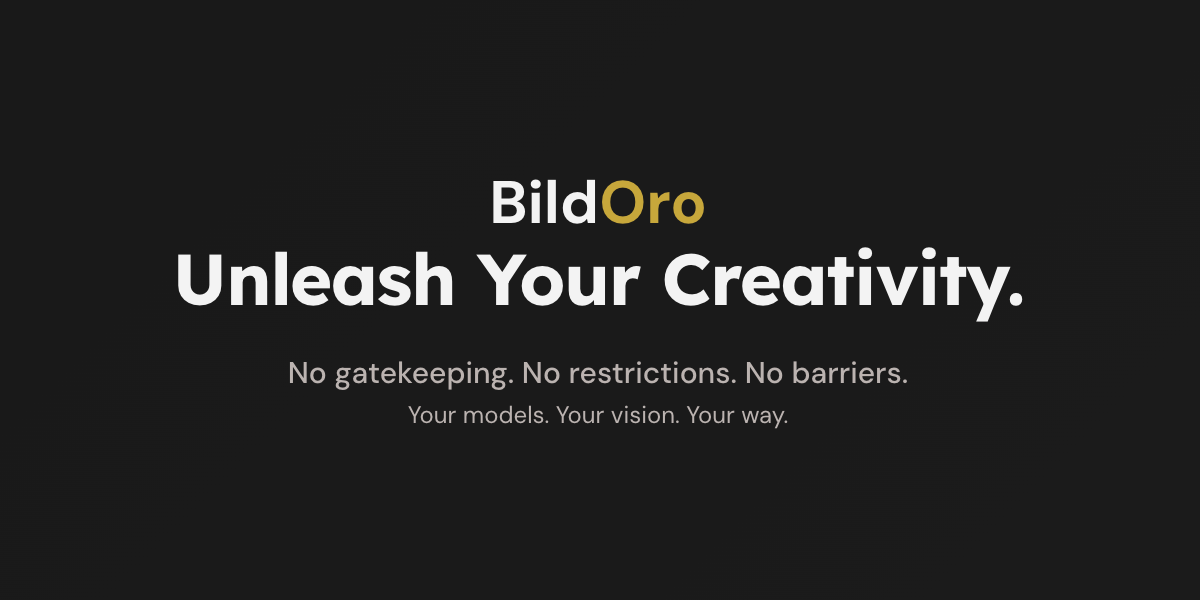 BildOro
Unleash Your Creativity.
No gatekeeping. No restrictions. No barriers.
Your models. Your vision. Your way.